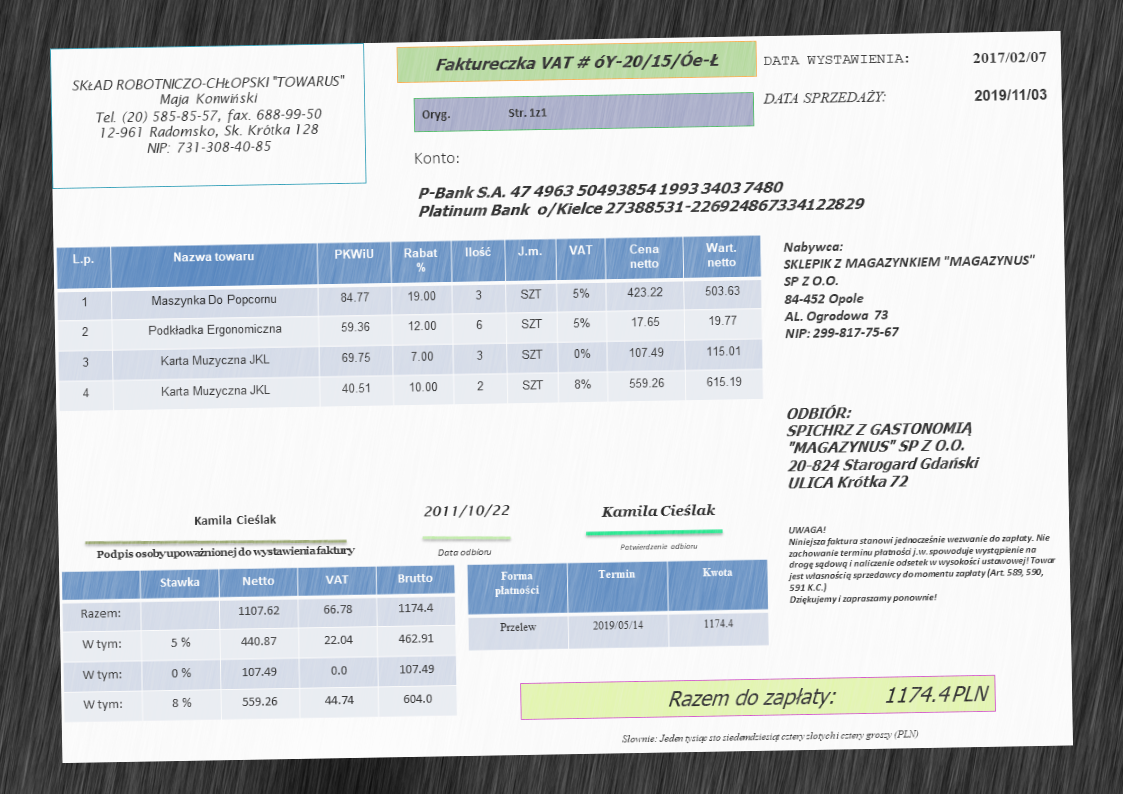 SKŁAD ROBOTNICZO-CHŁOPSKI "TOWARUS"
Maja Konwiński
Tel. (20) 585-85-57, fax. 688-99-50
12-961 Radomsko, Sk. Krótka 128
NIP: 731-308-40-85
Faktureczka VAT # óY-20/15/Óe-Ł
Oryg. Str. 1z1
DATA WYSTAWIENIA: 2017/02/07
DATA SPRZEDAŻY: 2019/11/03
Konto:
P-Bank S.A. 47 4963 50493854 1993 3403 7480
Platinum Bank o/Kielce 27388531-226924867334122829
L.p. Nazwa towaru PKWiU Rabat % Ilość J.m. VAT Cena netto Wart. netto
1 Maszynka Do Popcornu 84.77 19.00 3 SZT 5% 423.22 503.63
2 Podkładka Ergonomiczna 59.36 12.00 6 SZT 5% 17.65 19.77
3 Karta Muzyczna JKL 69.75 7.00 3 SZT 0% 107.49 115.01
4 Karta Muzyczna JKL 40.51 10.00 2 SZT 8% 559.26 615.19
Nabywca:
SKLEPIK Z MAGAZYNKIEM "MAGAZYNUS"
SP Z O.O.
84-452 Opole
AL. Ogrodowa 73
NIP: 299-817-75-67
ODBIÓR:
SPICHRZ Z GASTONOMIĄ
"MAGAZYNUS" SP Z O.O.
20-824 Starogard Gdański
ULICA Krótka 72
Kamila Cieślak
Podpis osoby upoważnionej do wystawienia faktury
2011/10/22
Data odbioru
Kamila Cieślak
Potwierdzenie odbioru
UWAGA!
Niniejsza faktura stanowi jednocześnie wezwanie do zapłaty. Nie
zachowanie terminu płatności j.w. spowoduje wystąpienie na
drogę sądową i naliczenie odsetek w wysokości ustawowej! Towar
jest własnością sprzedawcy do momentu zapłaty (Art. 589, 590,
591 K.C.)
Dziękujemy i zapraszamy ponownie!
Stawka Netto VAT Brutto
Razem: 1107.62 66.78 1174.4
W tym: 5 % 440.87 22.04 462.91
W tym: 0 % 107.49 0.0 107.49
W tym: 8 % 559.26 44.74 604.0
Forma płatności Termin Kwota
Przelew 2019/05/14 1174.4
Razem do zapłaty: 1174.4 PLN
Słownie: Jeden tysiąc sto siedemdziesiąt cztery złotych i cztery groszy (PLN)